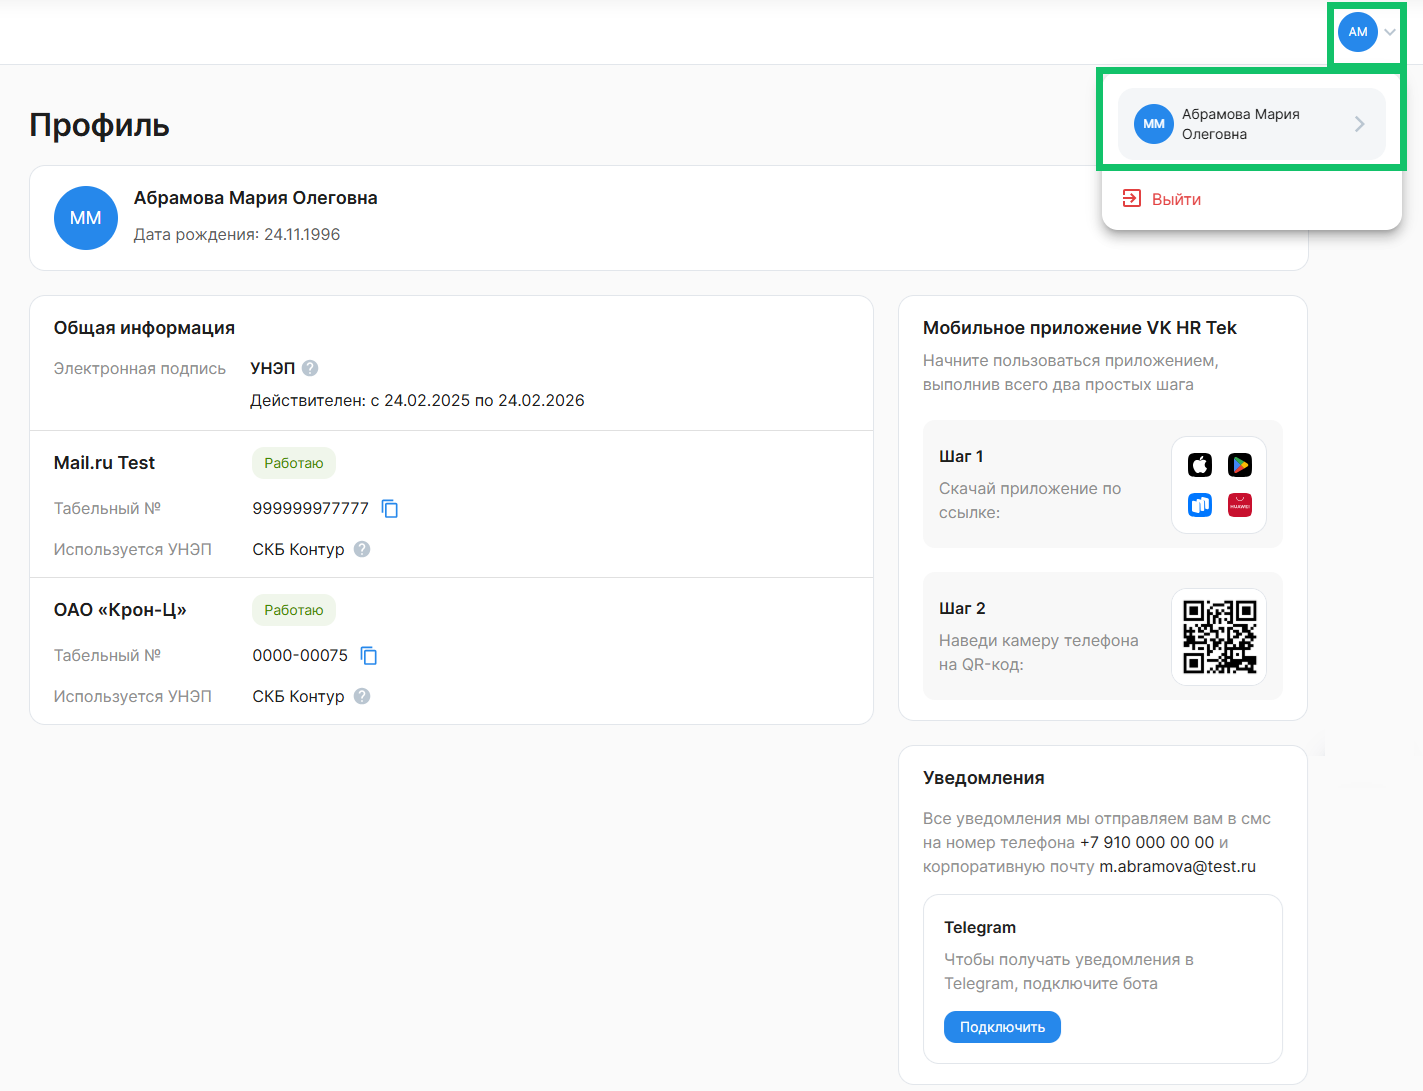 AM
Профиль
MM
Абрамова Мария
Олеговна
Выйти
MM
Абрамова Мария Олеговна
Дата рождения: 24.11.1996
Общая информация
Электронная подпись
УНЭП
Действителен: с 24.02.2025 по 24.02.2026
Mail.ru Test
Работаю
Табельный №
999999977777
Используется УНЭП
СКБ Контур
ОАО «Крон-Ц»
Работаю
Табельный №
0000-00075
Используется УНЭП
СКБ Контур
Мобильное приложение VK HR Tek
Начните пользоваться приложением,
выполнив всего два простых шага
Шаг 1
Скачай приложение по
ссылке:
HUAWEI
Шаг 2
Наведи камеру телефона
на QR-код:
Уведомления
Все уведомления мы отправляем вам в смс
на номер телефона +7 910 000 00 00 и
корпоративную почту m.abramova@test.ru
Telegram
Чтобы получать уведомления в
Telegram, подключите бота
Подключить